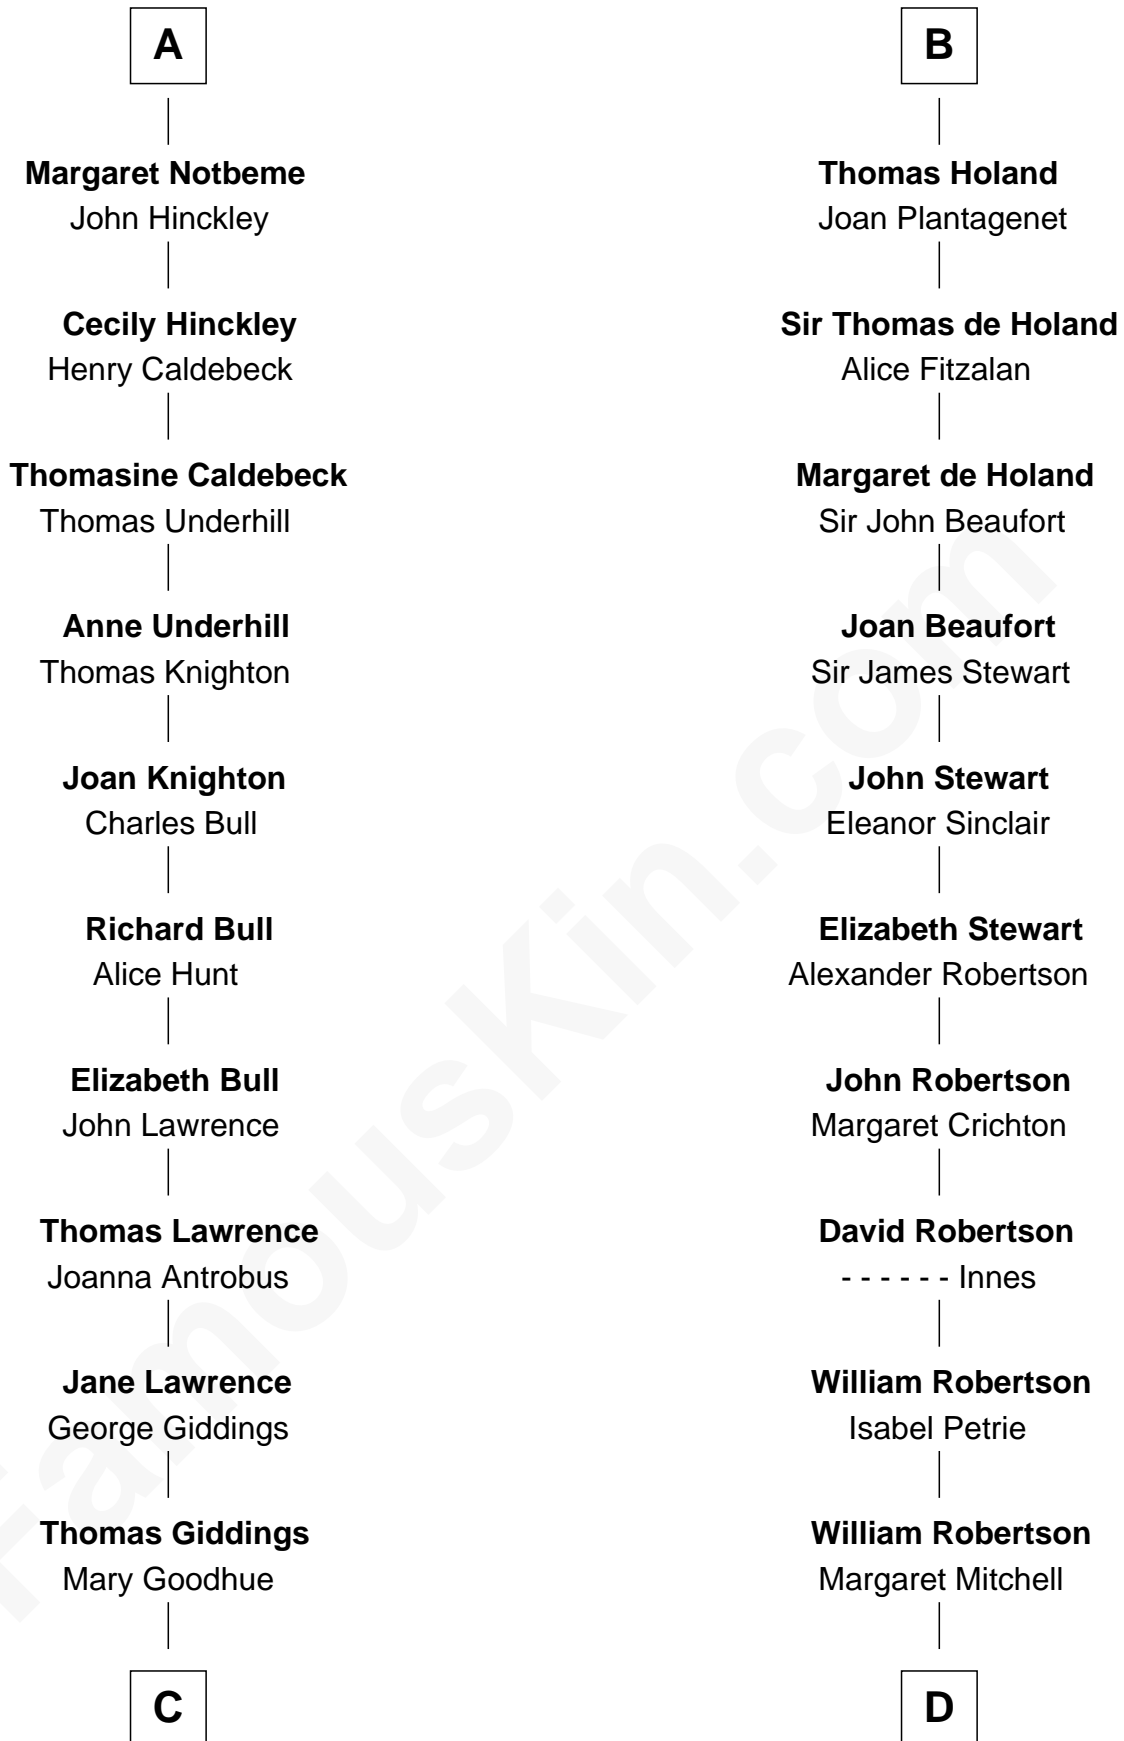 A
Margaret Notbeme
John Hinckley
Cecily Hinckley
Henry Caldebeck
Thomasine Caldebeck
Thomas Underhill
Anne Underhill
Thomas Knighton
Joan Knighton
Charles Bull
Richard Bull
Alice Hunt
Elizabeth Bull
John Lawrence
Thomas Lawrence
Joanna Antrobus
Jane Lawrence
George Giddings
Thomas Giddings
Mary Goodhue
C
B
Thomas Holand
Joan Plantagenet
Sir Thomas de Holand
Alice Fitzalan
Margaret de Holand
Sir John Beaufort
Joan Beaufort
Sir James Stewart
John Stewart
Eleanor Sinclair
Elizabeth Stewart
Alexander Robertson
John Robertson
Margaret Crichton
David Robertson
- - - - - - Innes
William Robertson
Isabel Petrie
William Robertson
Margaret Mitchell
D
FamousKin.com